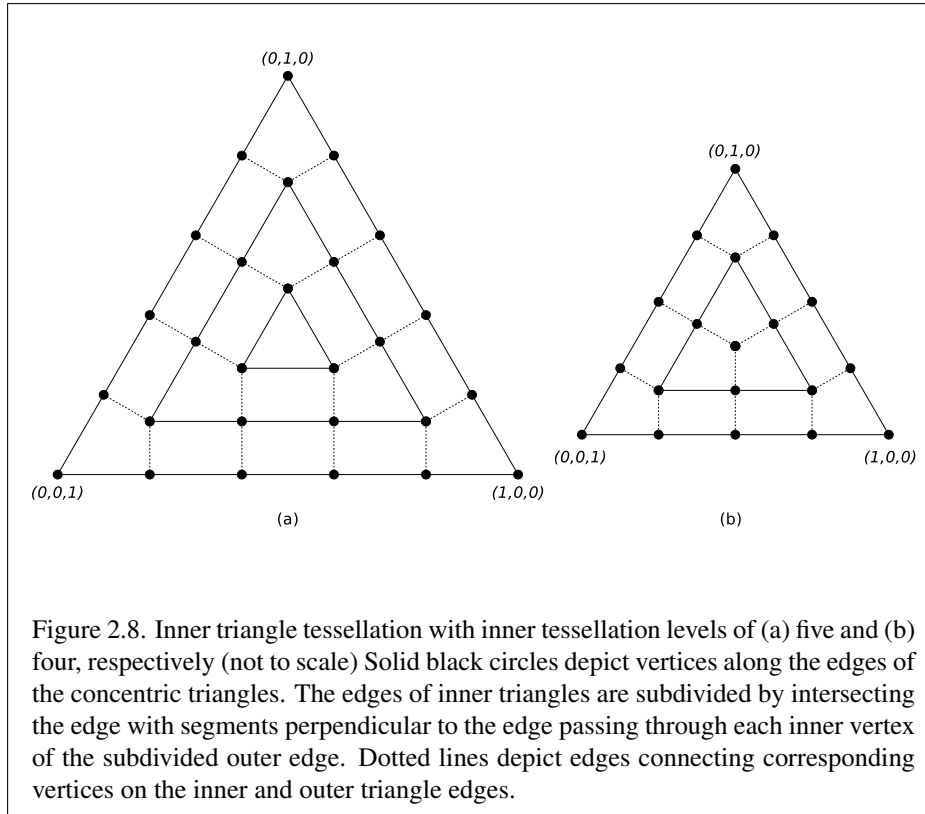 (0,1,0)
(0,1,0)
(0,0,1)
(1,0,0)
(0,0,1)
(1,0,0)
(a)
(b)
Figure 2.8. Inner triangle tessellation with inner tessellation levels of (a) five and (b)
four, respectively (not to scale) Solid black circles depict vertices along the edges of
the concentric triangles. The edges of inner triangles are subdivided by intersecting
the edge with segments perpendicular to the edge passing through each inner vertex
of the subdivided outer edge. Dotted lines depict edges connecting corresponding
vertices on the inner and outer triangle edges.